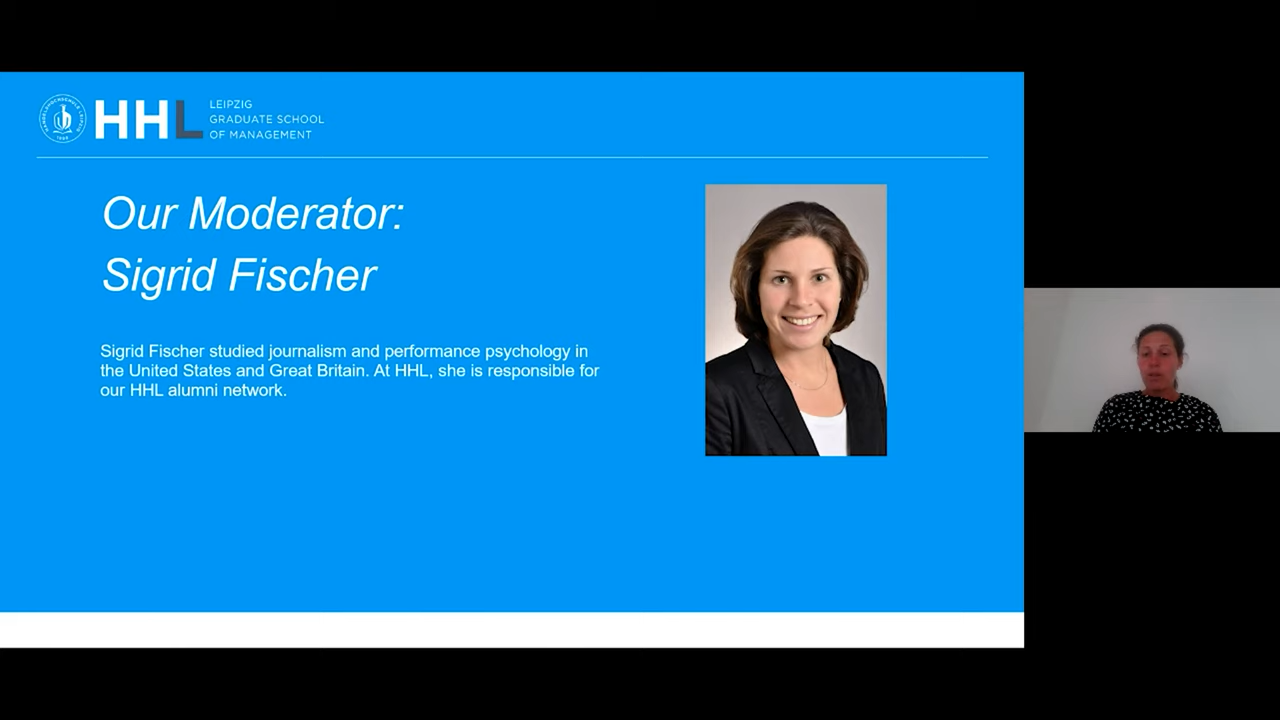 HHL
LEIPZIG
GRADUATE SCHOOL
OF MANAGEMENT
Our Moderator:
Sigrid Fischer
Sigrid Fischer studied journalism and performance psychology in
the United States and Great Britain. At HHL, she is responsible for
our HHL alumni network.